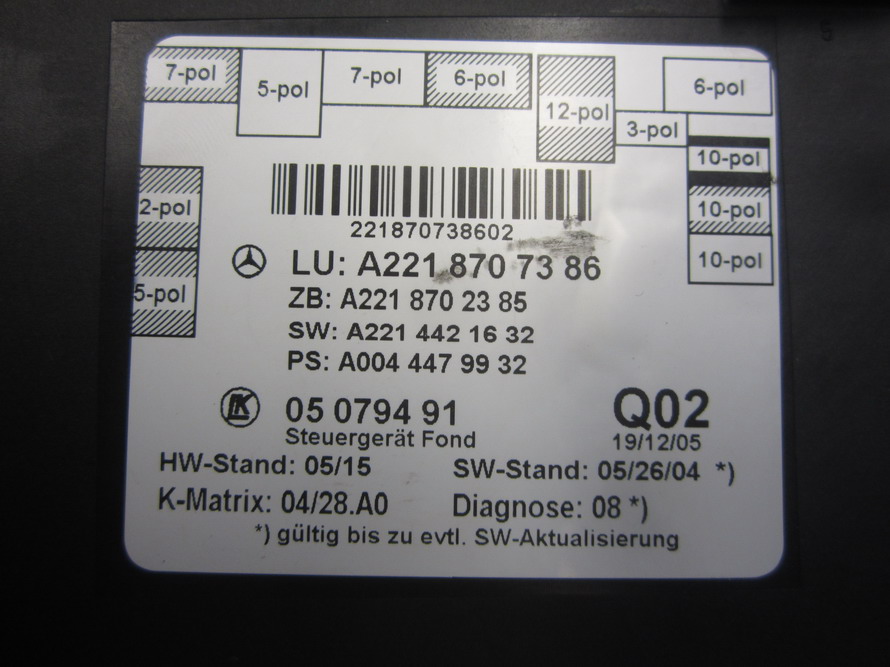 7-pol
5-pol
7-pol
6-pol
12-pol
3-pol
6-pol
10-pol
10-pol
10-pol
2-pol
5-pol
221870738602
LU: A221 870 73 86
ZB: A221 870 23 85
SW: A221 442 16 32
PS: A004 447 99 32
05 0794 91
Steuergerät Fond
Q02
19/12/05
HW-Stand: 05/15 SW-Stand: 05/26/04 *)
K-Matrix: 04/28.A0 Diagnose: 08 *)
*) gültig bis zu evtl. SW-Aktualisierung